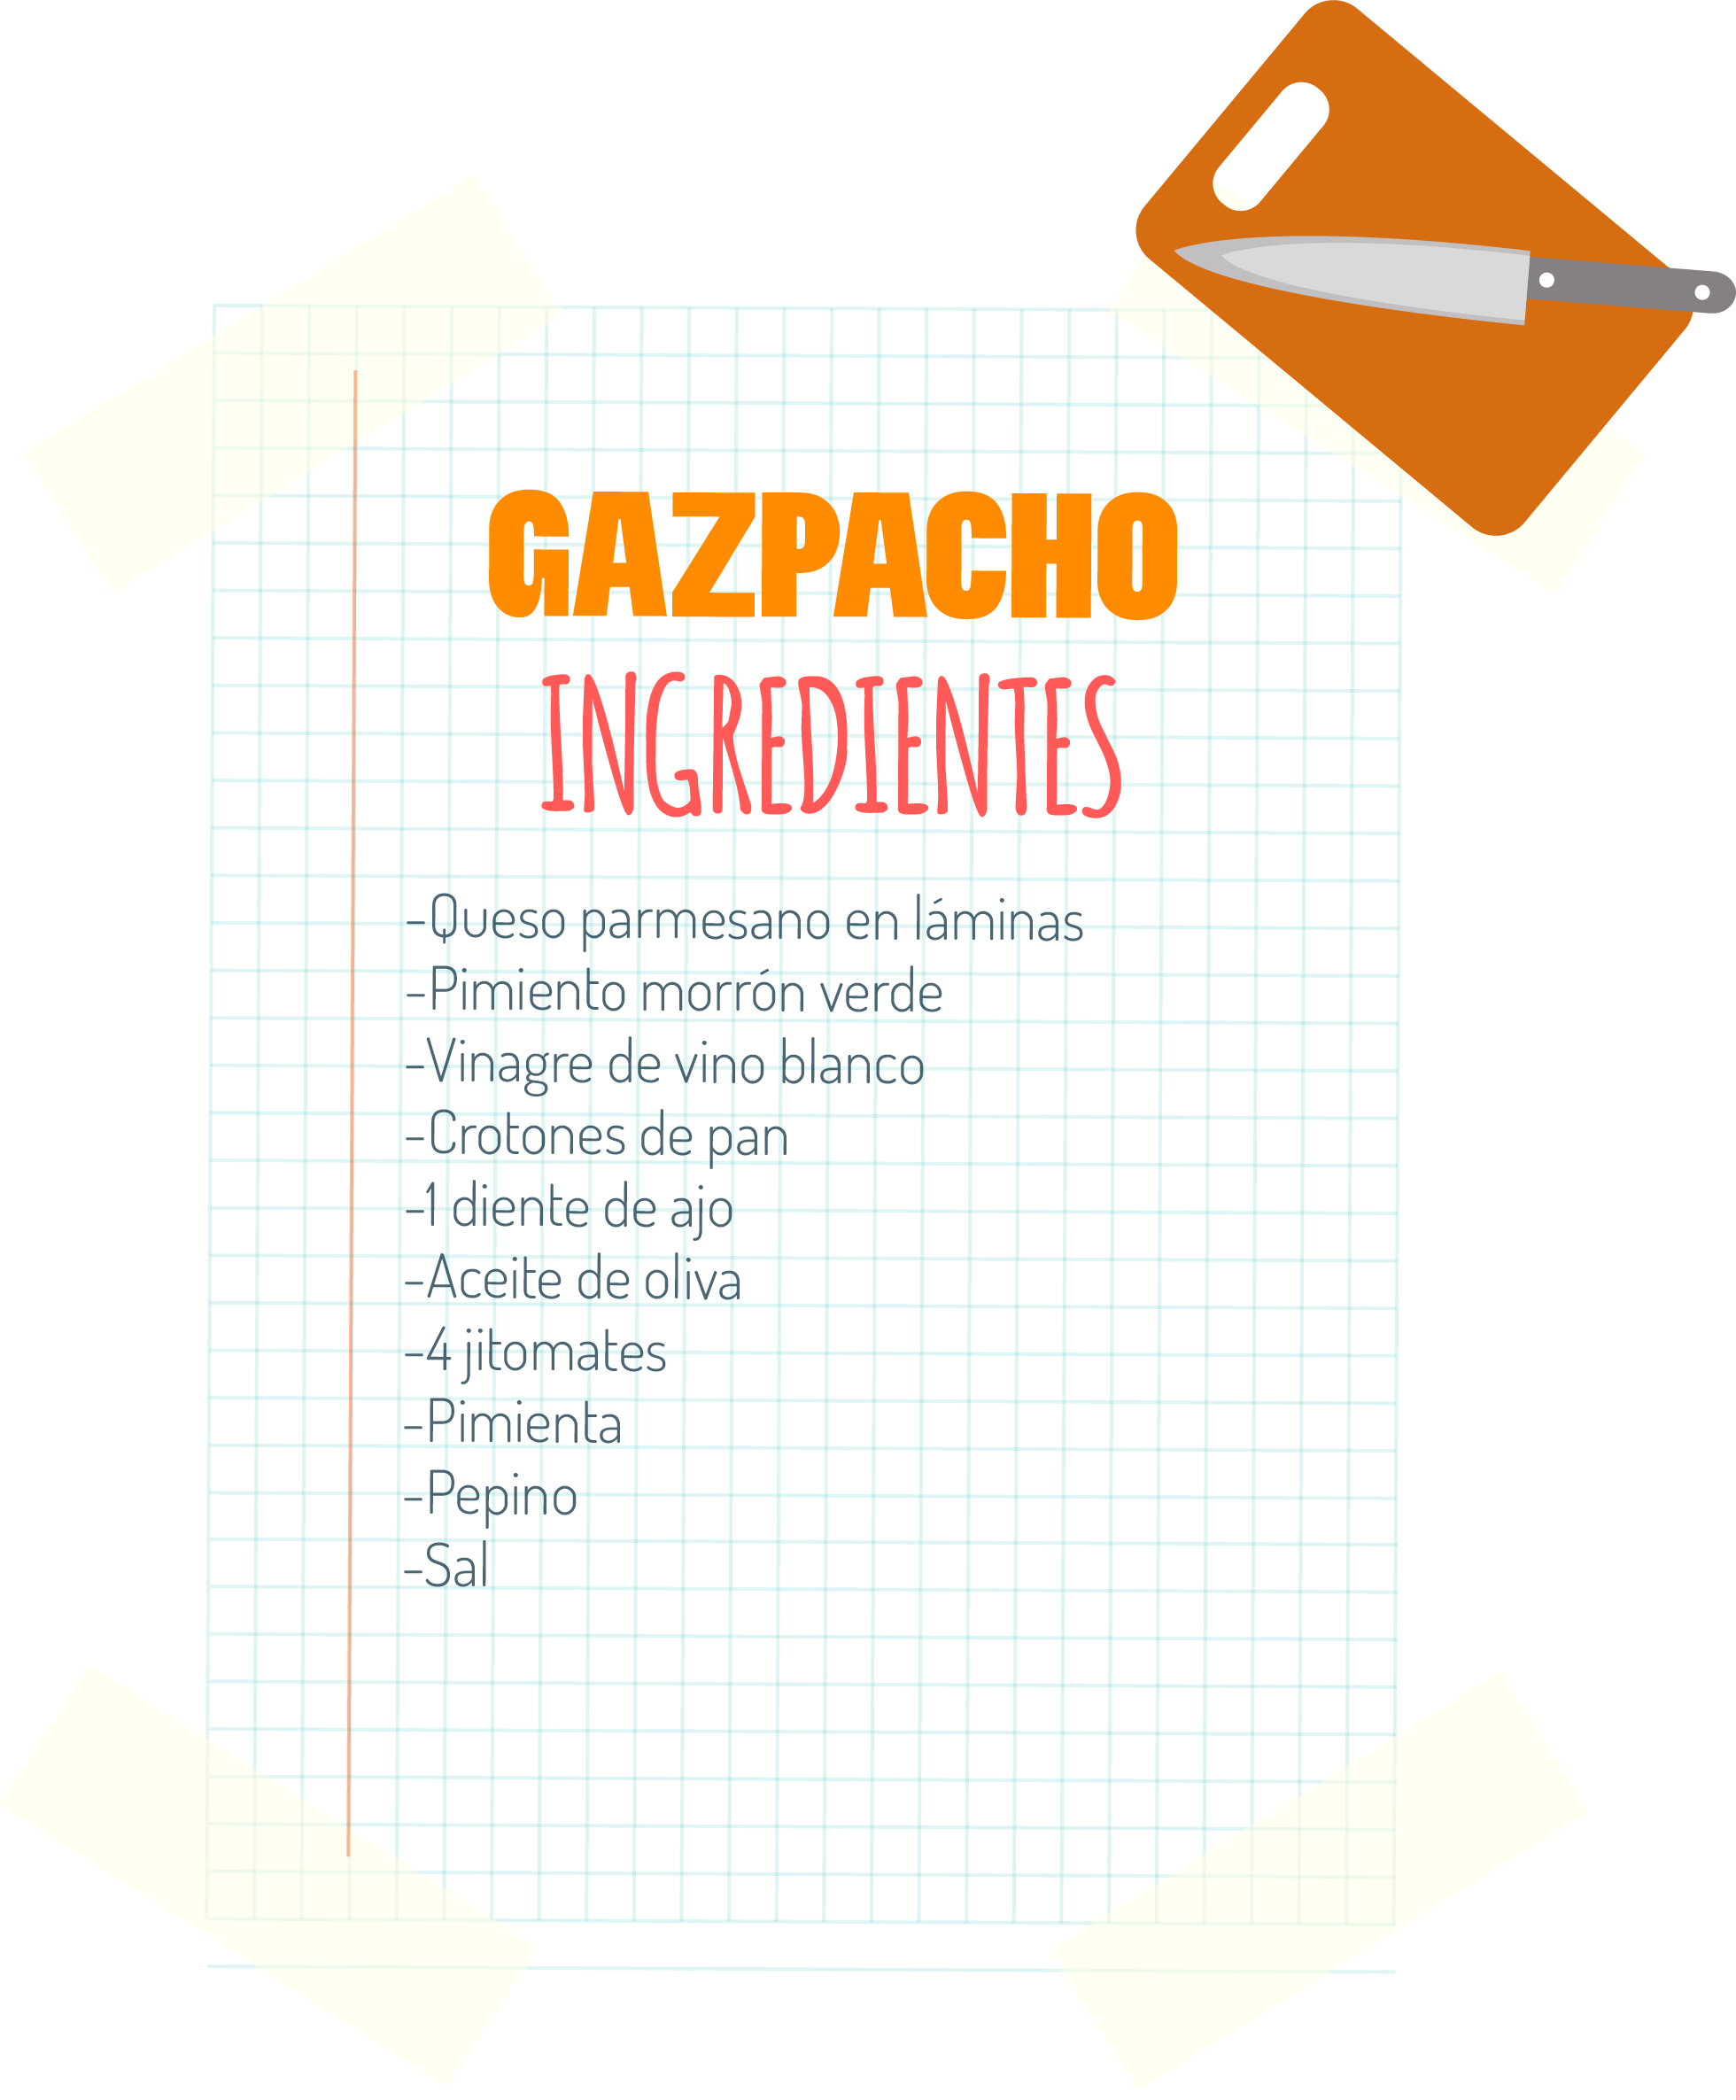 GAZPACHO
INGREDIENTES
-Queso parmesano en láminas
-Pimiento morrón verde
-Vinagre de vino blanco
-Crotones de pan
-1 diente de ajo
-Aceite de oliva
-4 jitomates
-Pimienta
-Pepino
-Sal